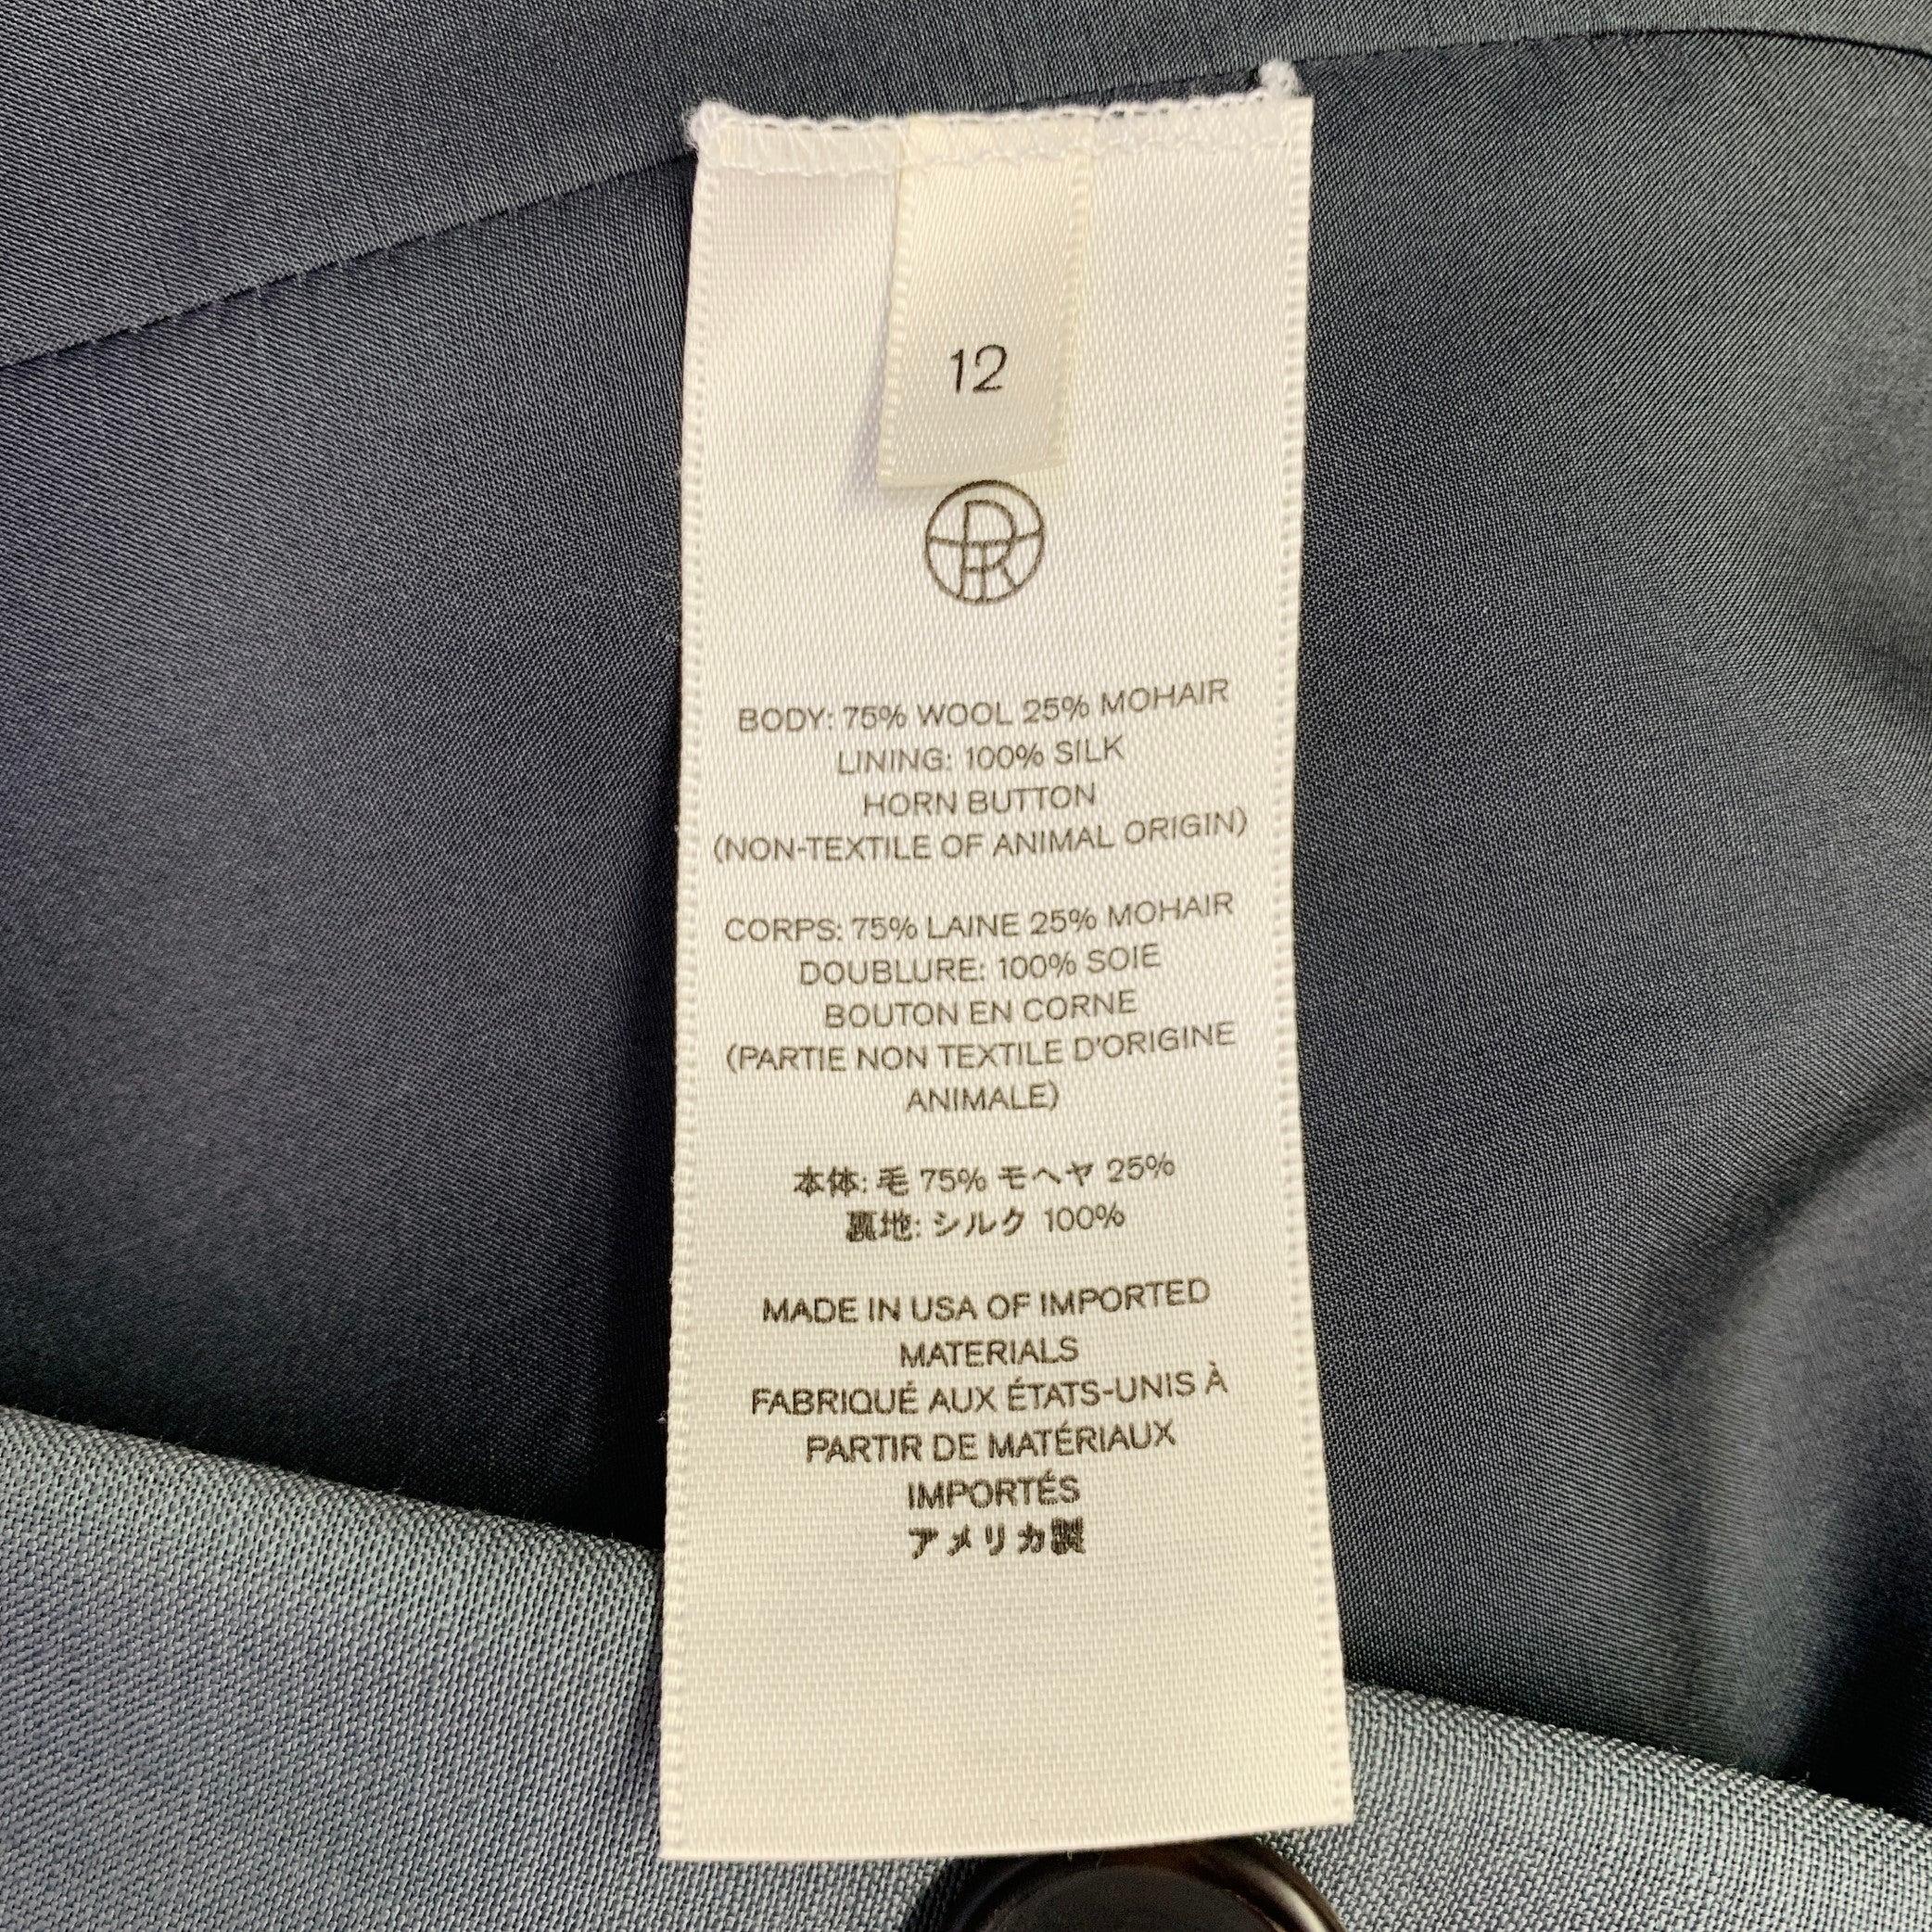 12
BODY: 75% WOOL 25% MOHAIR
LINING: 100% SILK
HORN BUTTON
(NON-TEXTILE OF ANIMAL ORIGIN)
CORPS: 75% LAINE 25% MOHAIR
DOUBLURE: 100% SOIE
BOUTON EN CORNE
(PARTIE NON TEXTILE D'ORIGINE
ANIMALE)
本体: 毛 75% モヘヤ 25%
裏地: シルク 100%
MADE IN USA OF IMPORTED
MATERIALS
FABRIQUÉ AUX ÉTATS-UNIS À
PARTIR DE MATÉRIAUX
IMPORTÉS
アメリカ製